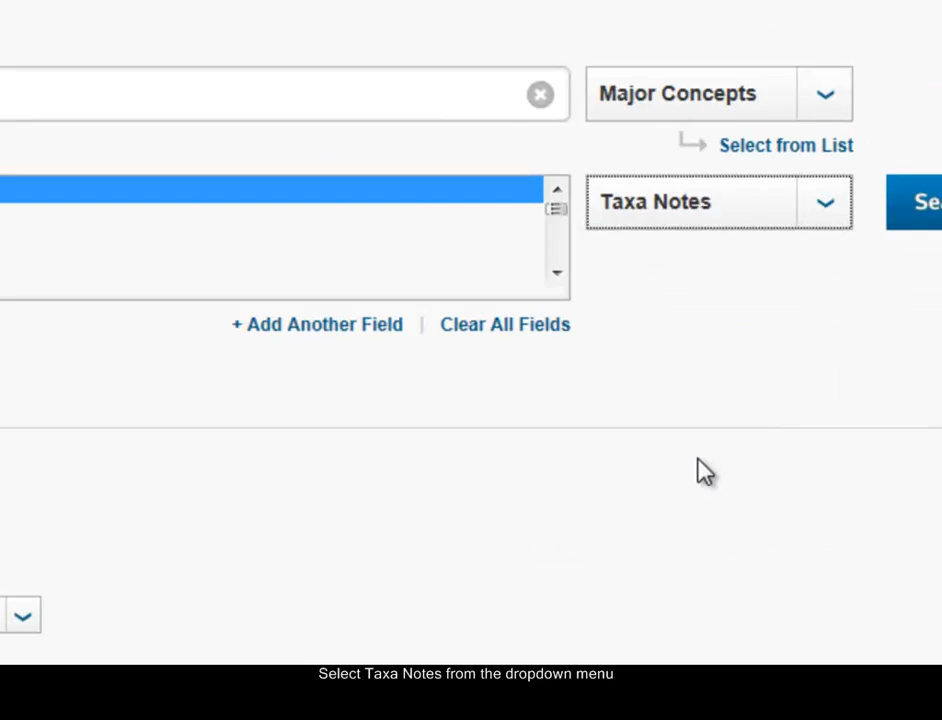 Major Concepts
Select from List
Taxa Notes
+ Add Another Field | Clear All Fields
Select Taxa Notes from the dropdown menu